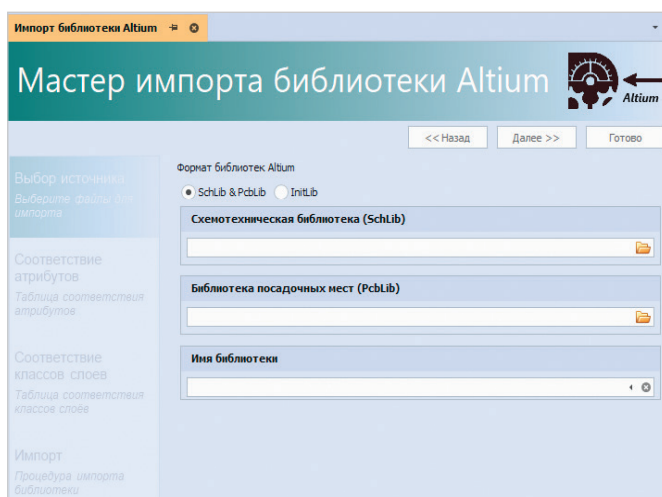 Импорт библиотеки Altium
Мастер импорта библиотеки Altium
Altium
<< Назад
Далее >>
Готово
Выбор источника
Выберите файлы для
импорта
Соответствие
атрибутов
Таблица соответствия
атрибутов
Соответствие
классов слоев
Таблица соответствия
классов слоёв
Импорт
Процедура импорта
библиотеки
Формат библиотек Altium
SchLib & PcbLib
InitLib
Схемотехническая библиотека (SchLib)
Библиотека посадочных мест (PcbLib)
Имя библиотеки